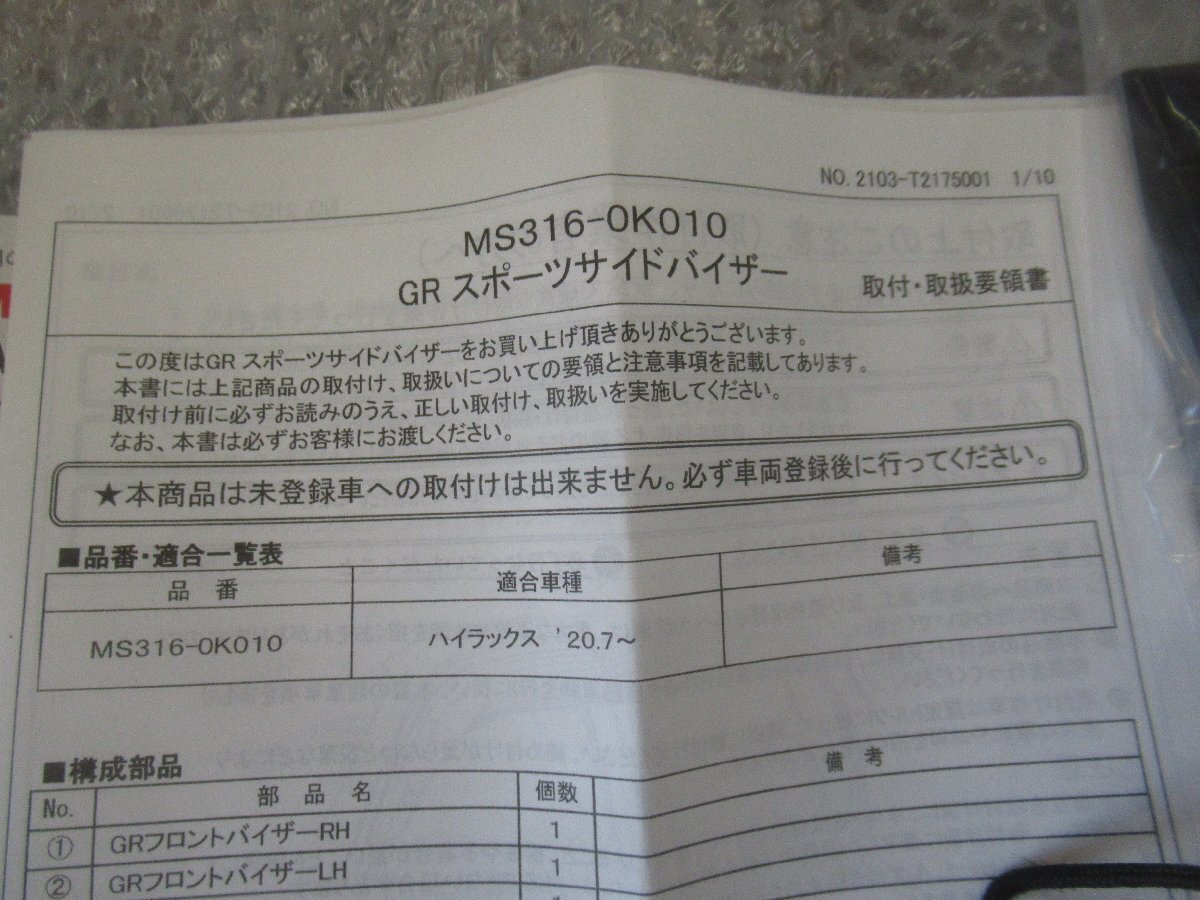 NO. 2103-T2175001 1/10
MS316-0K010
GR スポーツサイドバイザー
取付・取扱要領書
この度はGR スポーツサイドバイザーをお買い上げ頂きありがとうございます。
本書には上記商品の取付け、取扱いについての要領と注意事項を記載してあります。
取付け前に必ずお読みのうえ、正しい取付け、取扱いを実施してください。
なお、本書は必ずお客様にお渡しください。
★本商品は未登録車への取付けは出来ません。必ず車両登録後に行ってください。
■品番・適合一覧表
品 番 適合車種 備考
MS316-0K010 ハイラックス ’20.7～
■構成部品
No. 部 品 名 個数 備 考
① GRフロントバイザーRH 1
② GRフロントバイザーLH 1